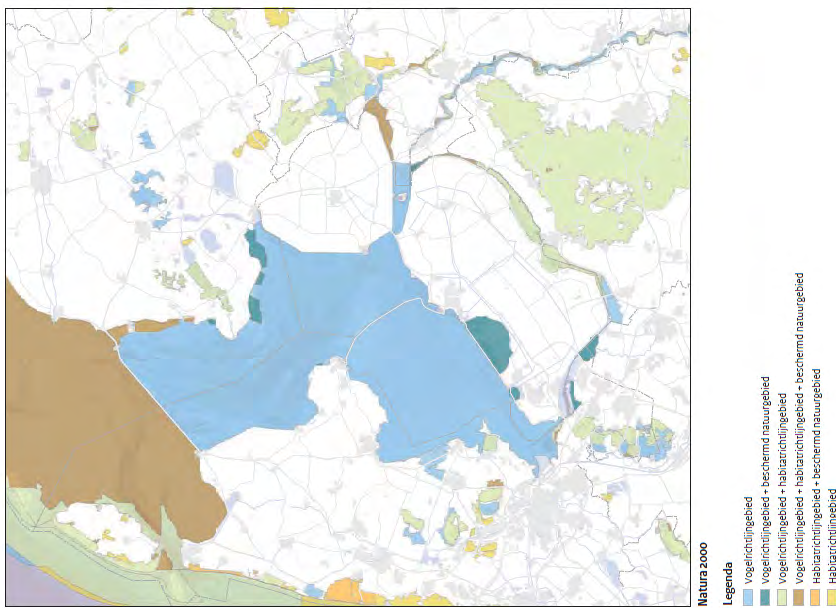 Natura 2000
Legenda
Vogelrichtlijngebied
Vogelrichtlijngebied + beschermd natuurgebied
Vogelrichtlijngebied + habitatrichtlijngebied
Vogelrichtlijngebied + habitatrichtlijngebied + beschermd natuurgebied
Habitatrichtlijngebied + beschermd natuurgebied
Habitatrichtlijngebied